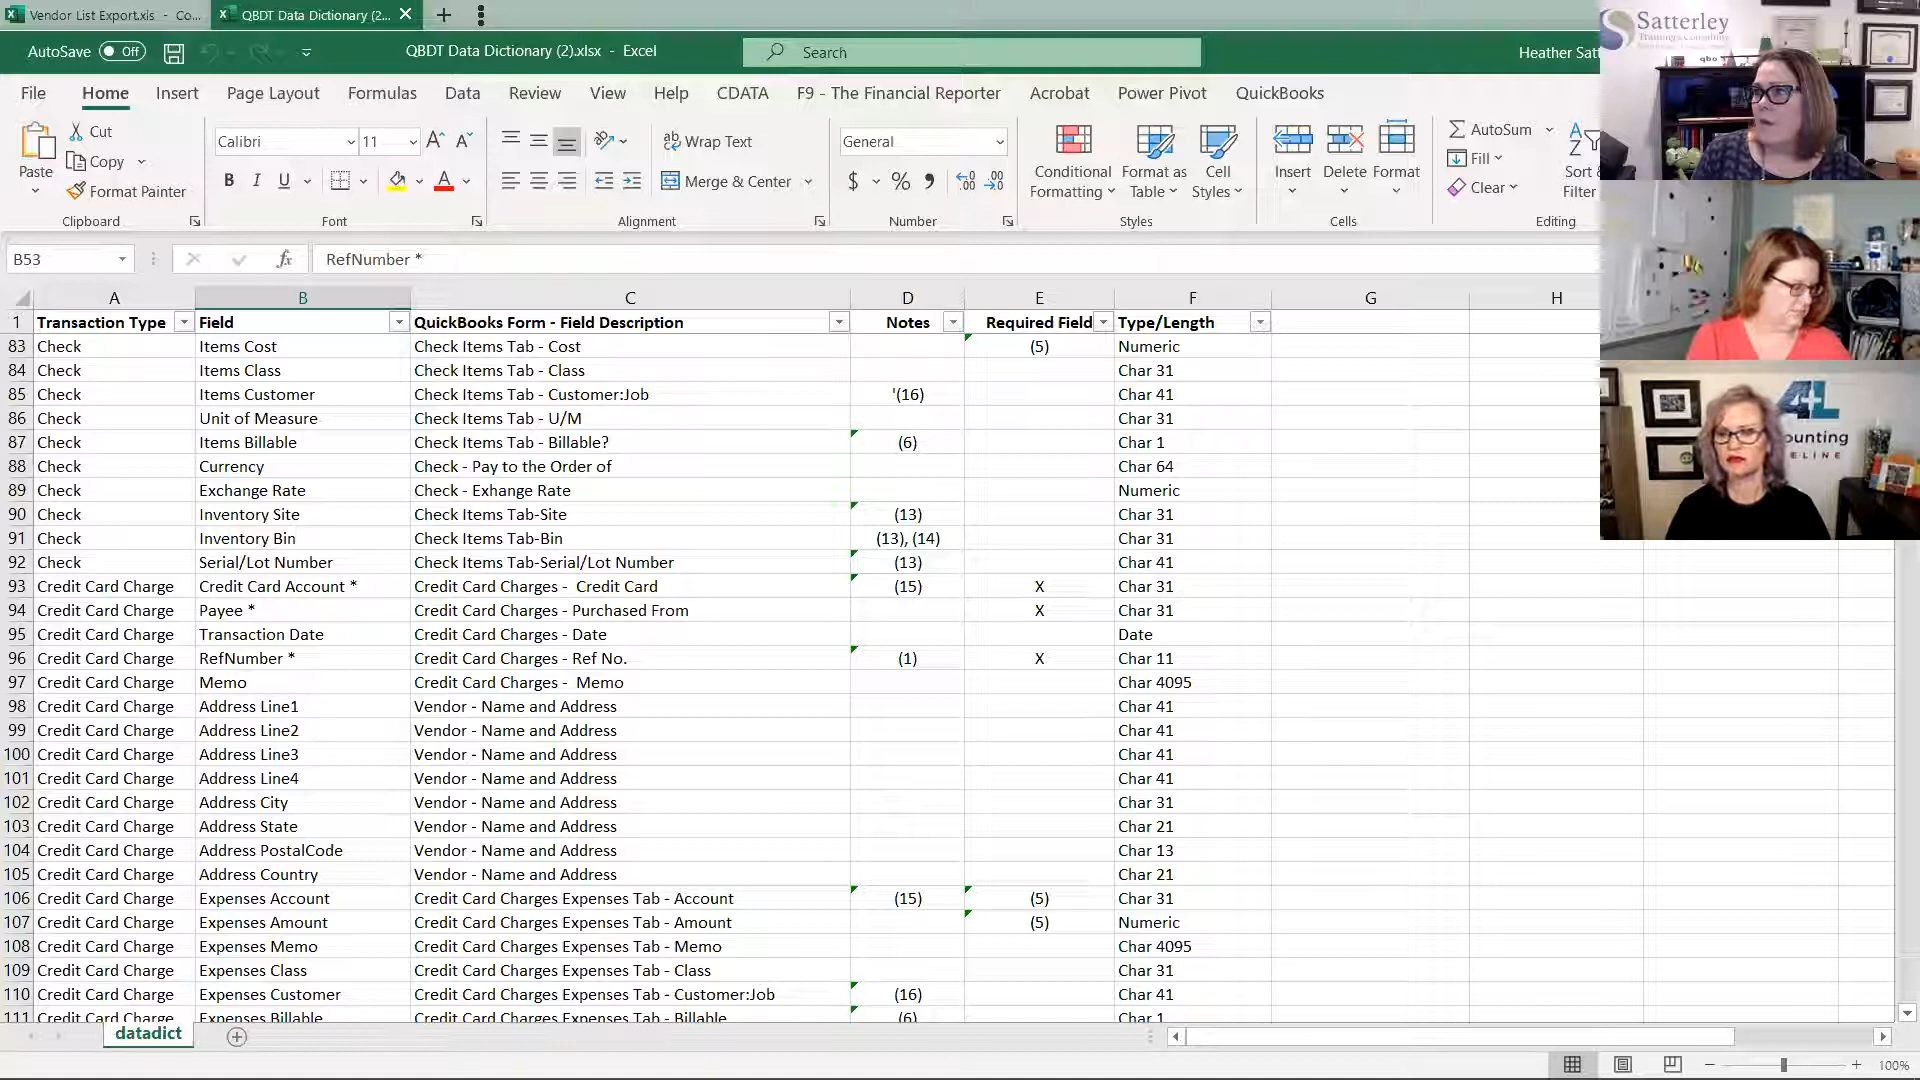 Vendor List Export.xls - Co...
QBDT Data Dictionary (2...
AutoSave Off
QBDT Data Dictionary (2).xlsx - Excel
Search
Heather Satt
File Home Insert Page Layout Formulas Data Review View Help CDATA F9 - The Financial Reporter Acrobat Power Pivot QuickBooks
Paste
Cut
Copy
Format Painter
Clipboard
Calibri 11
B I U
Font
Wrap Text
Merge & Center
Alignment
General
$ % 9
Number
Conditional Formatting
Format as Table
Cell Styles
Styles
Insert Delete Format
Cells
AutoSum
Fill
Clear
Sort
Filter
Editing
Satterley
qbo
4L
ounting
ELINE
B53 fx RefNumber *
A B C D E F G H
1 Transaction Type Field QuickBooks Form - Field Description Notes Required Field Type/Length
83 Check Items Cost Check Items Tab - Cost (5) Numeric
84 Check Items Class Check Items Tab - Class Char 31
85 Check Items Customer Check Items Tab - Customer:Job '(16) Char 41
86 Check Unit of Measure Check Items Tab - U/M Char 31
87 Check Items Billable Check Items Tab - Billable? (6) Char 1
88 Check Currency Check - Pay to the Order of Char 64
89 Check Exchange Rate Check - Exhange Rate Numeric
90 Check Inventory Site Check Items Tab-Site (13) Char 31
91 Check Inventory Bin Check Items Tab-Bin (13), (14) Char 31
92 Check Serial/Lot Number Check Items Tab-Serial/Lot Number (13) Char 41
93 Credit Card Charge Credit Card Account * Credit Card Charges - Credit Card (15) X Char 31
94 Credit Card Charge Payee * Credit Card Charges - Purchased From X Char 31
95 Credit Card Charge Transaction Date Credit Card Charges - Date Date
96 Credit Card Charge RefNumber * Credit Card Charges - Ref No. (1) X Char 11
97 Credit Card Charge Memo Credit Card Charges - Memo Char 4095
98 Credit Card Charge Address Line1 Vendor - Name and Address Char 41
99 Credit Card Charge Address Line2 Vendor - Name and Address Char 41
100 Credit Card Charge Address Line3 Vendor - Name and Address Char 41
101 Credit Card Charge Address Line4 Vendor - Name and Address Char 41
102 Credit Card Charge Address City Vendor - Name and Address Char 31
103 Credit Card Charge Address State Vendor - Name and Address Char 21
104 Credit Card Charge Address PostalCode Vendor - Name and Address Char 13
105 Credit Card Charge Address Country Vendor - Name and Address Char 21
106 Credit Card Charge Expenses Account Credit Card Charges Expenses Tab - Account (15) (5) Char 31
107 Credit Card Charge Expenses Amount Credit Card Charges Expenses Tab - Amount (5) Numeric
108 Credit Card Charge Expenses Memo Credit Card Charges Expenses Tab - Memo Char 4095
109 Credit Card Charge Expenses Class Credit Card Charges Expenses Tab - Class Char 31
110 Credit Card Charge Expenses Customer Credit Card Charges Expenses Tab - Customer:Job (16) Char 41
111 Credit Card Charge Expenses Billable Credit Card Charges Expenses Tab - Billable (6) Char 1
datadict
100%